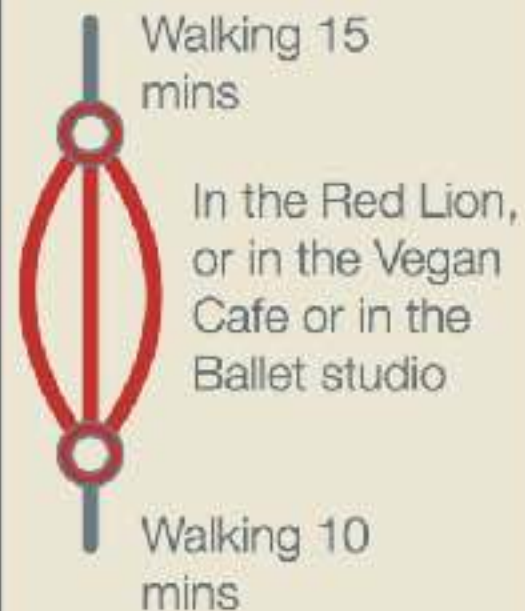 Walking 15
mins
In the Red Lion,
or in the Vegan
Cafe or in the
Ballet studio
Walking 10
mins